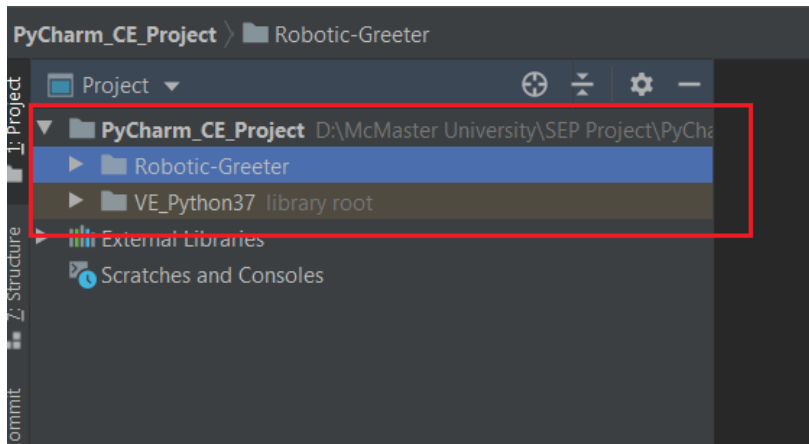 PyCharm_CE_Project Robotic-Greeter
Project
PyCharm_CE_Project D:\McMaster University\SEP Project\PyCha
Robotic-Greeter
VE_Python37 library root
External Libraries
Scratches and Consoles
1: Project
7: Structure
ommit